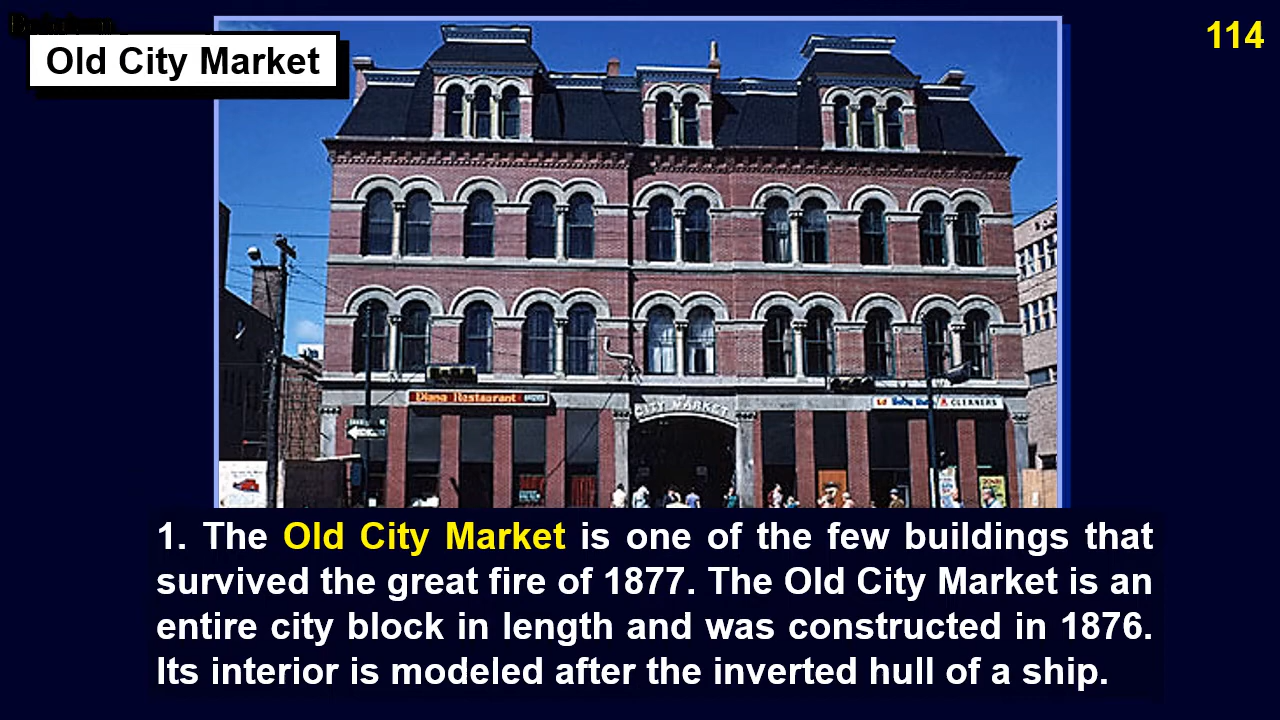 114
Old City Market
Diana Restaurant
CITY MARKET
CLEANERS
1. The Old City Market is one of the few buildings that
survived the great fire of 1877. The Old City Market is an
entire city block in length and was constructed in 1876.
Its interior is modeled after the inverted hull of a ship.